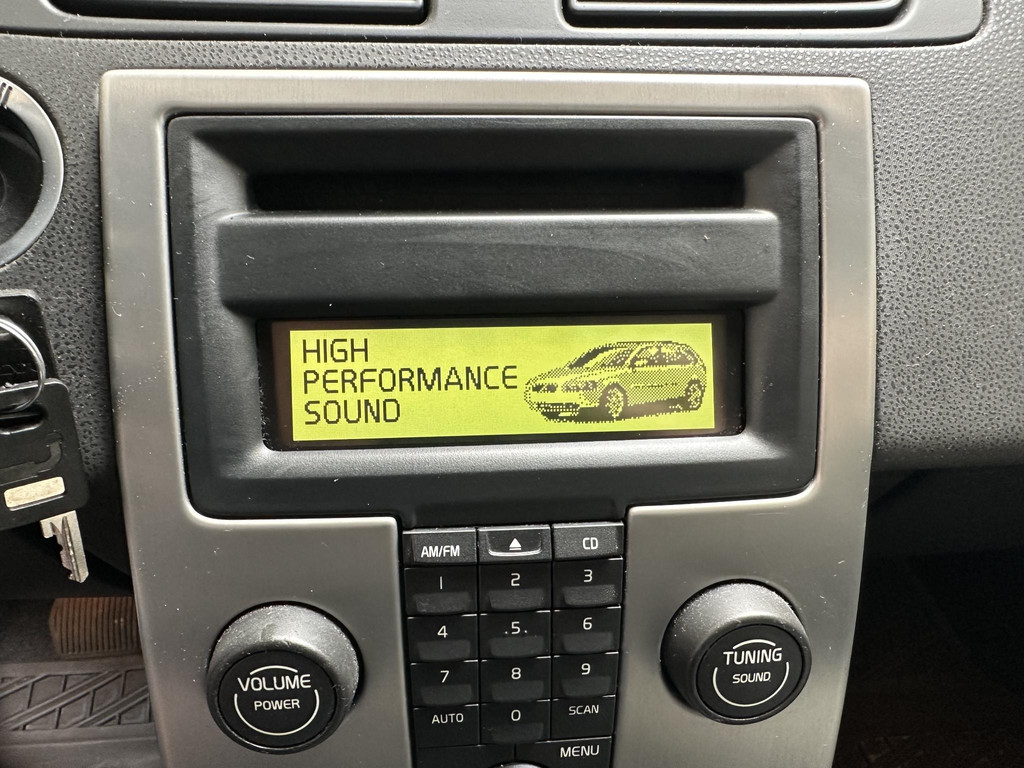 HIGH
PERFORMANCE
SOUND
AM/FM
CD
1
2
3
4
.5.
6
7
8
9
AUTO
0
SCAN
MENU
VOLUME
POWER
TUNING
SOUND